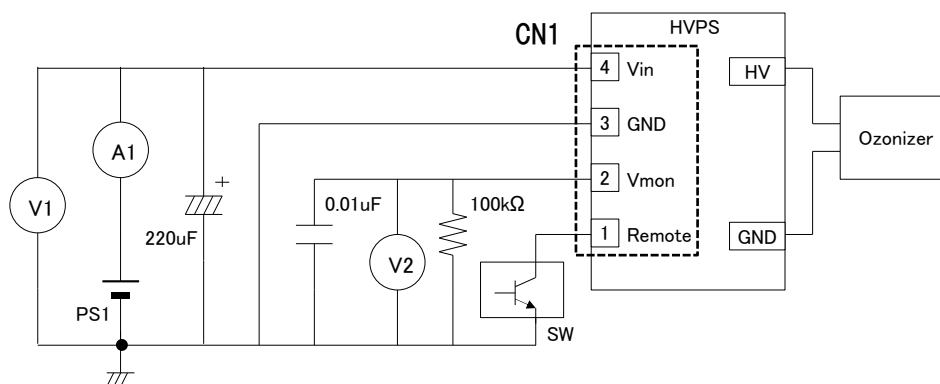 HVPS
CN1
4 Vin
HV
3 GND
A1
Ozonizer
2 Vmon
V1
+
0.01uF
100kΩ
220uF
1 Remote
GND
V2
PS1
SW